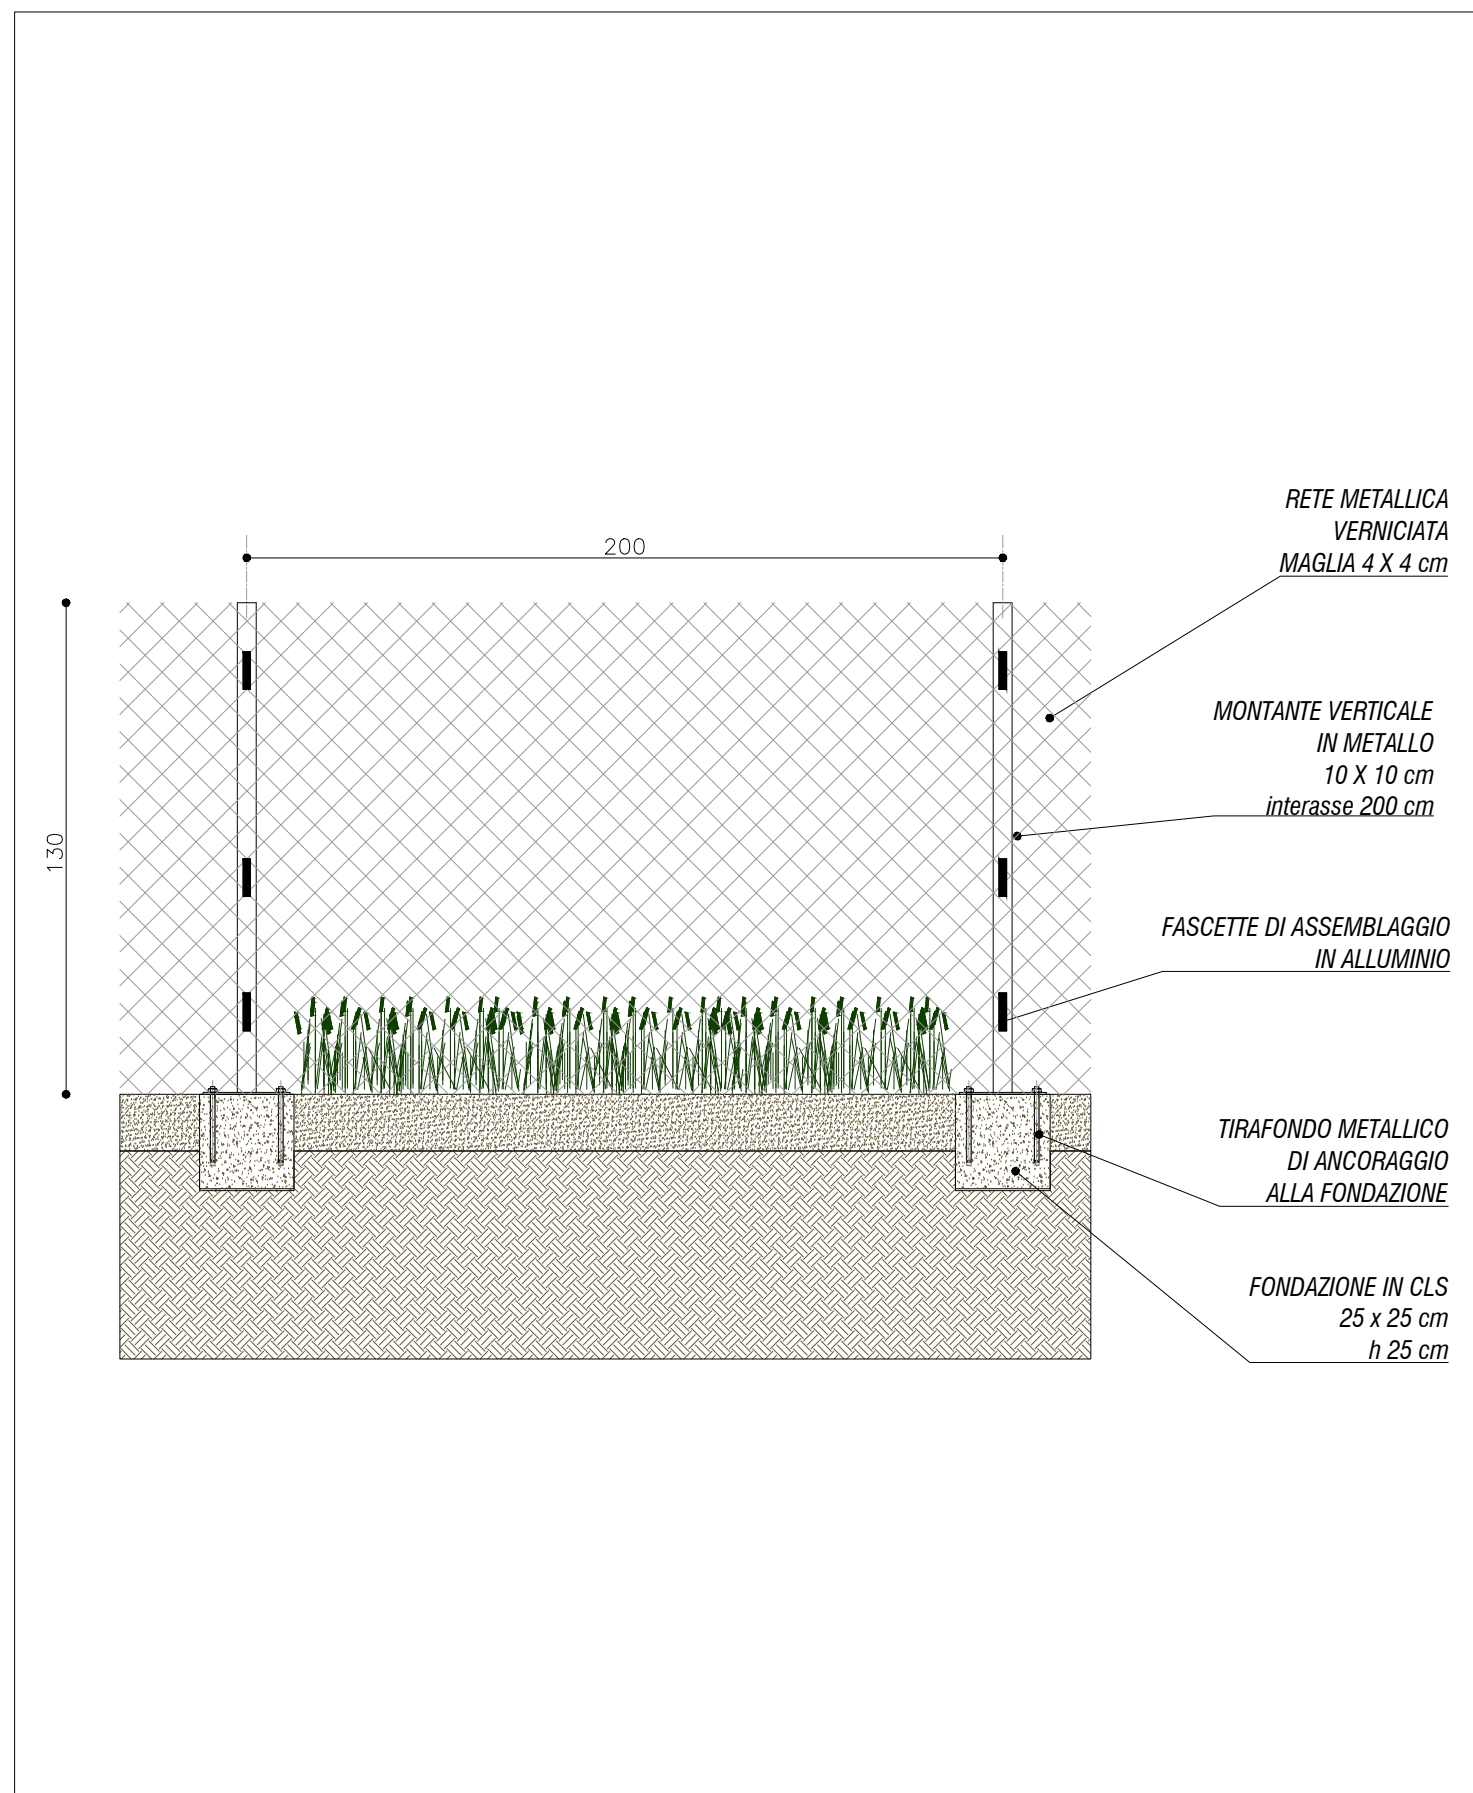 RETE METALLICA
VERNICIATA
MAGLIA 4 X 4 cm
200
MONTANTE VERTICALE
IN METALLO
10 X 10 cm
interasse 200 cm
130
FASCETTE DI ASSEMBLAGGIO
IN ALLUMINIO
TIRAFONDO METALLICO
DI ANCORAGGIO
ALLA FONDAZIONE
FONDAZIONE IN CLS
25 x 25 cm
h 25 cm